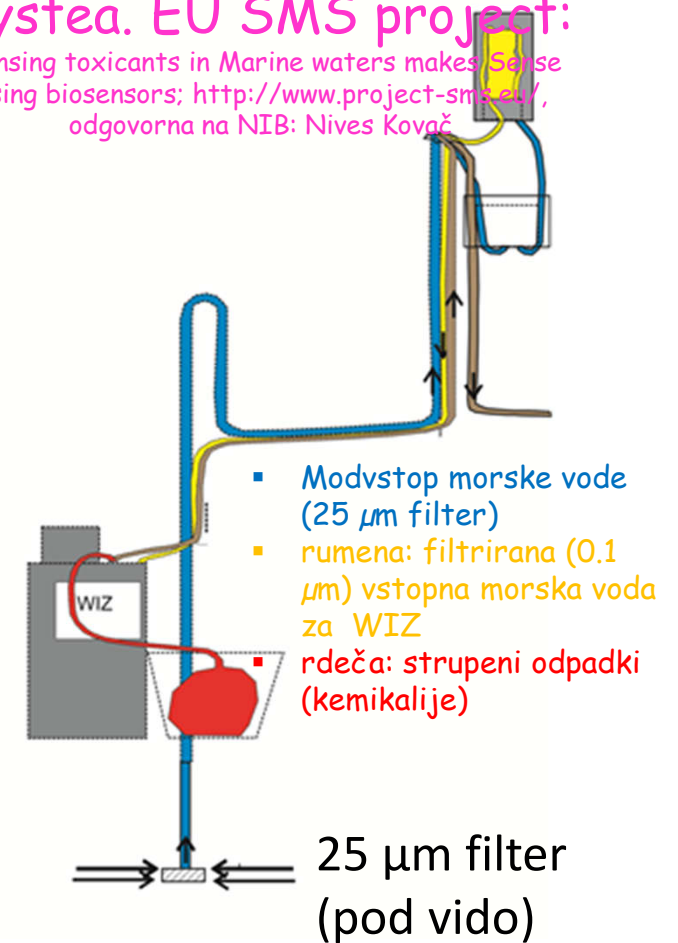 ystea. EU SMS project:
nsing toxicants in Marine waters makes Sense
sing biosensors; http://www.project-sms.eu/,
odgovorna na NIB: Nives Kovač
▪ Modvstop morske vode
(25 µm filter)
▪ rumena: filtrirana (0.1
µm) vstopna morska voda
za WIZ
▪ rdeča: strupeni odpadki
(kemikalije)
WIZ
25 µm filter
(pod vido)